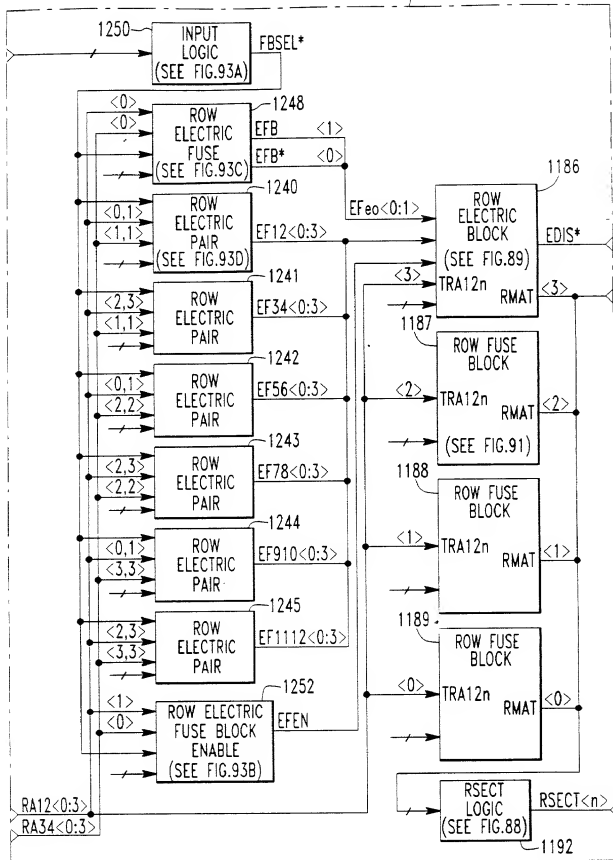 1250
INPUT
LOGIC
(SEE FIG.93A)
FBSEL*
<0>
<0>
1248
ROW
ELECTRIC
FUSE
(SEE FIG.93C)
EFB
<1>
EFB*
<0>
1240
<0,1>
<1,1>
ROW
ELECTRIC
PAIR
(SEE FIG.93D)
EF12<0:3>
1241
<2,3>
<1,1>
ROW
ELECTRIC
PAIR
EF34<0:3>
1242
<0,1>
<2,2>
ROW
ELECTRIC
PAIR
EF56<0:3>
1243
<2,3>
<2,2>
ROW
ELECTRIC
PAIR
EF78<0:3>
1244
<0,1>
<3,3>
ROW
ELECTRIC
PAIR
EF910<0:3>
1245
<2,3>
<3,3>
ROW
ELECTRIC
PAIR
EF1112<0:3>
1252
<1>
<0>
ROW ELECTRIC
FUSE BLOCK
ENABLE
(SEE FIG.93B)
EFEN
RA12<0:3>
RA34<0:3>
1186
EFeo<0:1>
ROW
ELECTRIC
BLOCK
(SEE FIG.89)
EDIS*
<3>
TRA12n
RMAT
<3>
1187
ROW FUSE
BLOCK
<2>
TRA12n
RMAT
<2>
(SEE FIG.91)
1188
ROW FUSE
BLOCK
<1>
TRA12n
RMAT
<1>
1189
ROW FUSE
BLOCK
<0>
TRA12n
RMAT
<0>
RSECT
LOGIC
(SEE FIG.88)
RSECT<n>
1192